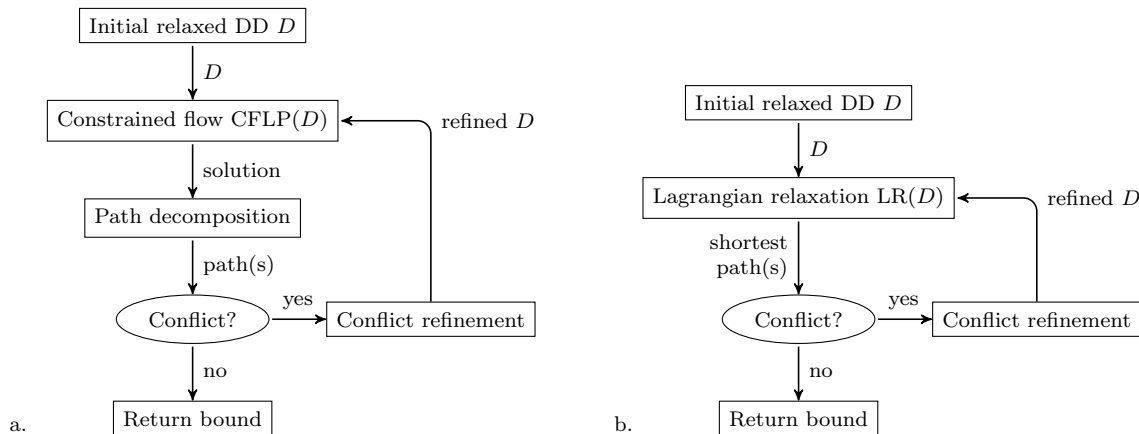 Initial relaxed DD D
D
Constrained flow CFLP(D)
refined D
solution
Path decomposition
path(s)
Conflict?
yes
Conflict refinement
no
Return bound
a.
Initial relaxed DD D
D
Lagrangian relaxation LR(D)
refined D
shortest
path(s)
Conflict?
yes
Conflict refinement
no
Return bound
b.